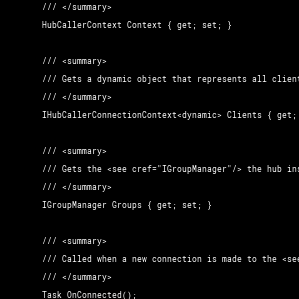 /// </summary>
HubCallerContext Context { get; set; }
/// <summary>
/// Gets a dynamic object that represents all client
/// </summary>
IHubCallerConnectionContext<dynamic> Clients { get;
/// <summary>
/// Gets the <see cref="IGroupManager"/> the hub ins
/// </summary>
IGroupManager Groups { get; set; }
/// <summary>
/// Called when a new connection is made to the <see
/// </summary>
Task OnConnected();